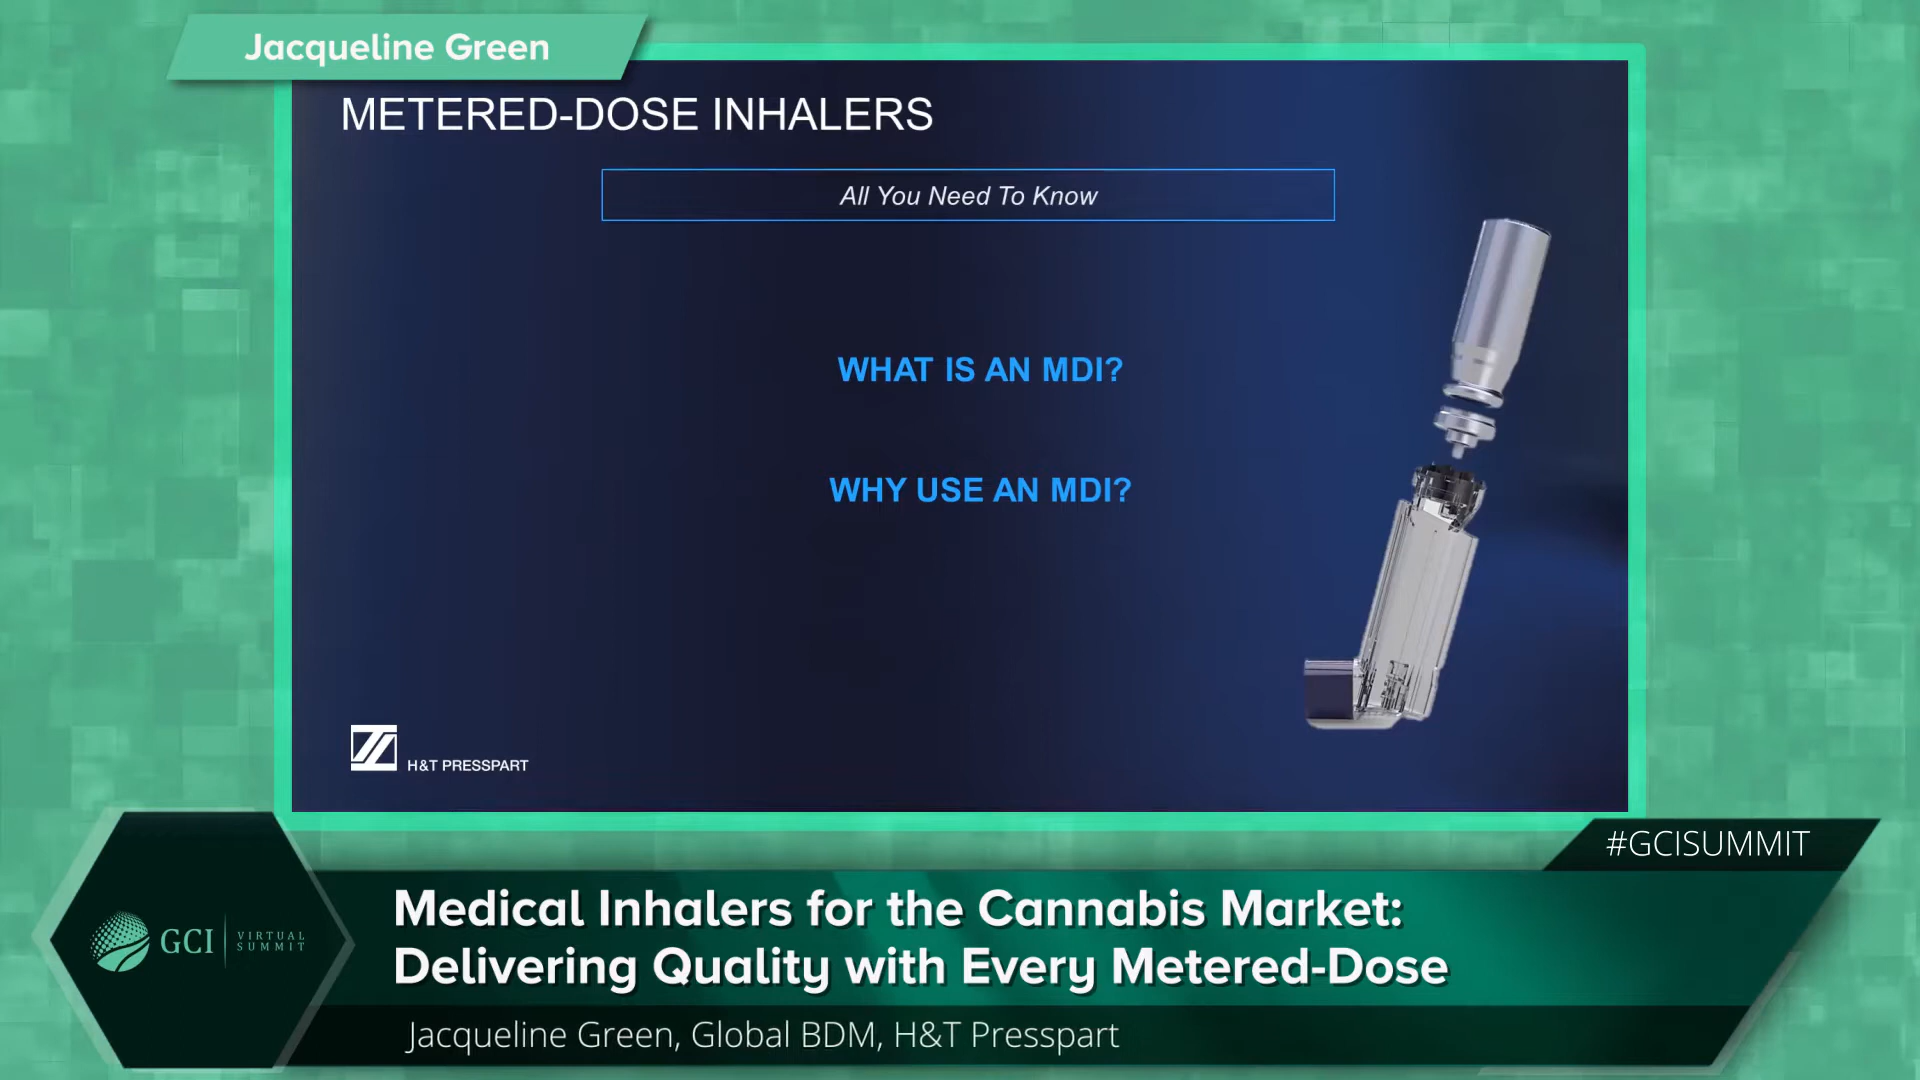 Jacqueline Green
METERED-DOSE INHALERS
All You Need To Know
WHAT IS AN MDI?
WHY USE AN MDI?
H&T PRESSPART
#GCISUMMIT
GCI VIRTUAL SUMMIT
Medical Inhalers for the Cannabis Market:
Delivering Quality with Every Metered-Dose
Jacqueline Green, Global BDM, H&T Presspart